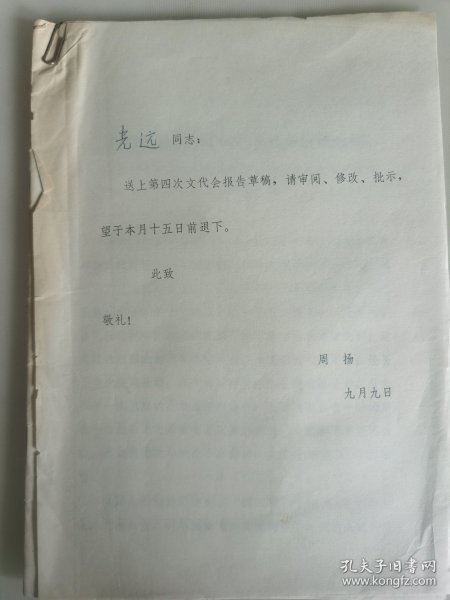 光远 同志：
送上第四次文代会报告草稿，请审阅、修改、批示，
望于本月十五日前退下。
此致
敬礼！
周 扬
九月九日
孔夫子旧书网
www.kongfz.com